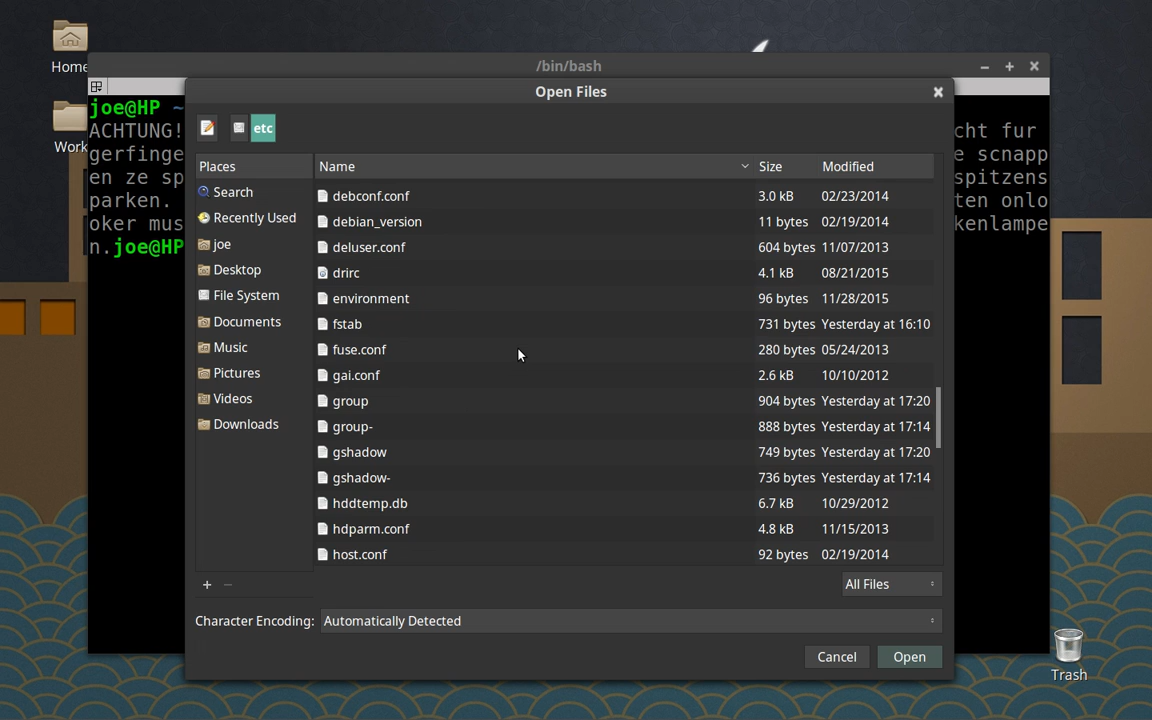 Home
Work
/bin/bash
Open Files
joe@HP ~
ACHTUNG!
cht fur
gerfinge
e scnapp
en ze sp
spitzens
parken.
ten onlo
oker mus
kenlampe
n.joe@HP
etc
Places
Search
Recently Used
joe
Desktop
File System
Documents
Music
Pictures
Videos
Downloads
Name Size Modified
debconf.conf 3.0 kB 02/23/2014
debian_version 11 bytes 02/19/2014
deluser.conf 604 bytes 11/07/2013
drirc 4.1 kB 08/21/2015
environment 96 bytes 11/28/2015
fstab 731 bytes Yesterday at 16:10
fuse.conf 280 bytes 05/24/2013
gai.conf 2.6 kB 10/10/2012
group 904 bytes Yesterday at 17:20
group- 888 bytes Yesterday at 17:14
gshadow 749 bytes Yesterday at 17:20
gshadow- 736 bytes Yesterday at 17:14
hddtemp.db 6.7 kB 10/29/2012
hdparm.conf 4.8 kB 11/15/2013
host.conf 92 bytes 02/19/2014
All Files
Character Encoding: Automatically Detected
Cancel Open
Trash